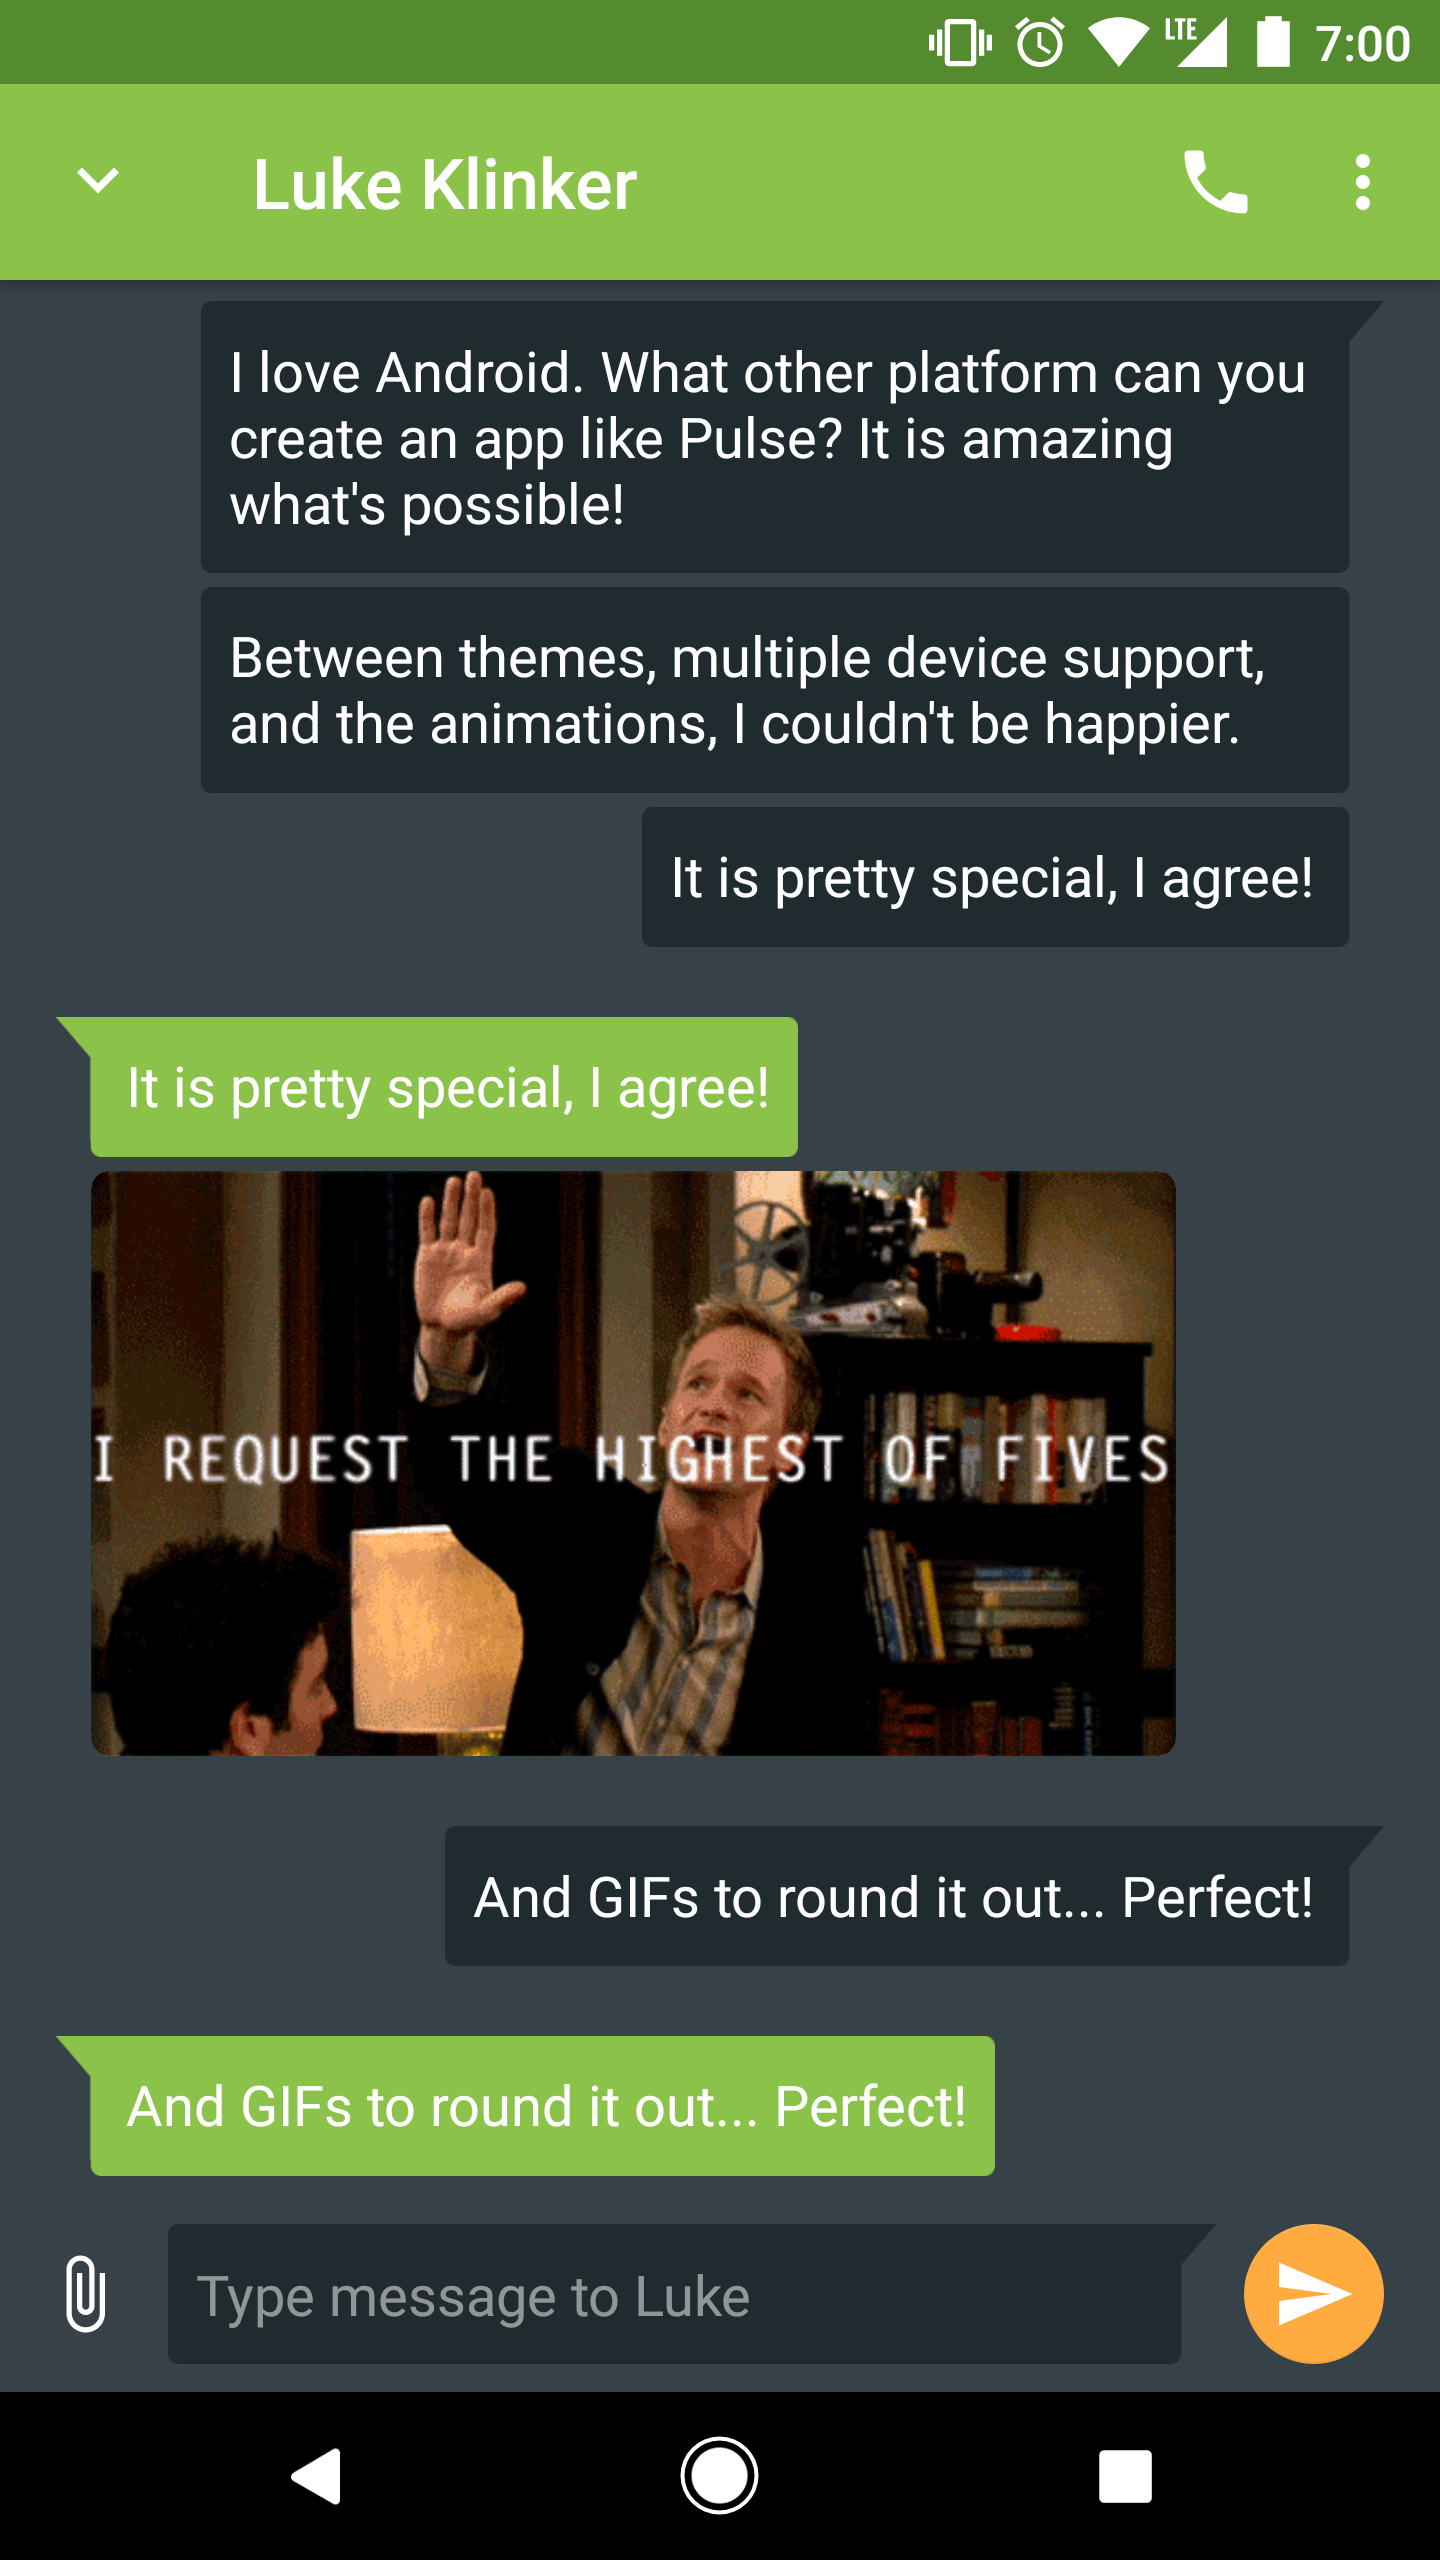 LTE 7:00
Luke Klinker
I love Android. What other platform can you
create an app like Pulse? It is amazing
what's possible!
Between themes, multiple device support,
and the animations, I couldn't be happier.
It is pretty special, I agree!
It is pretty special, I agree!
I REQUEST THE HIGHEST OF FIVES
And GIFs to round it out... Perfect!
And GIFs to round it out... Perfect!
Type message to Luke